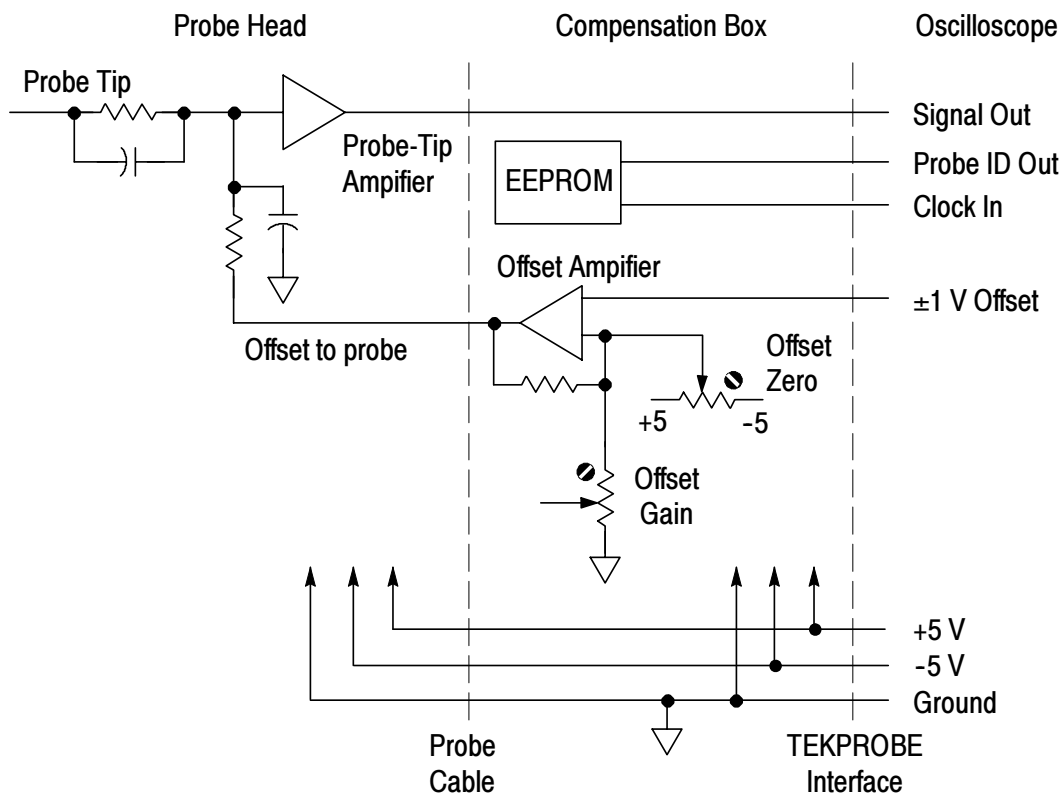 Probe Head
Compensation Box
Oscilloscope
Probe Tip
Signal Out
Probe-Tip
Ampifier
EEPROM
Probe ID Out
Clock In
Offset Ampifier
±1 V Offset
Offset to probe
Offset
Zero
+5
-5
Offset
Gain
+5 V
-5 V
Ground
Probe
Cable
TEKPROBE
Interface